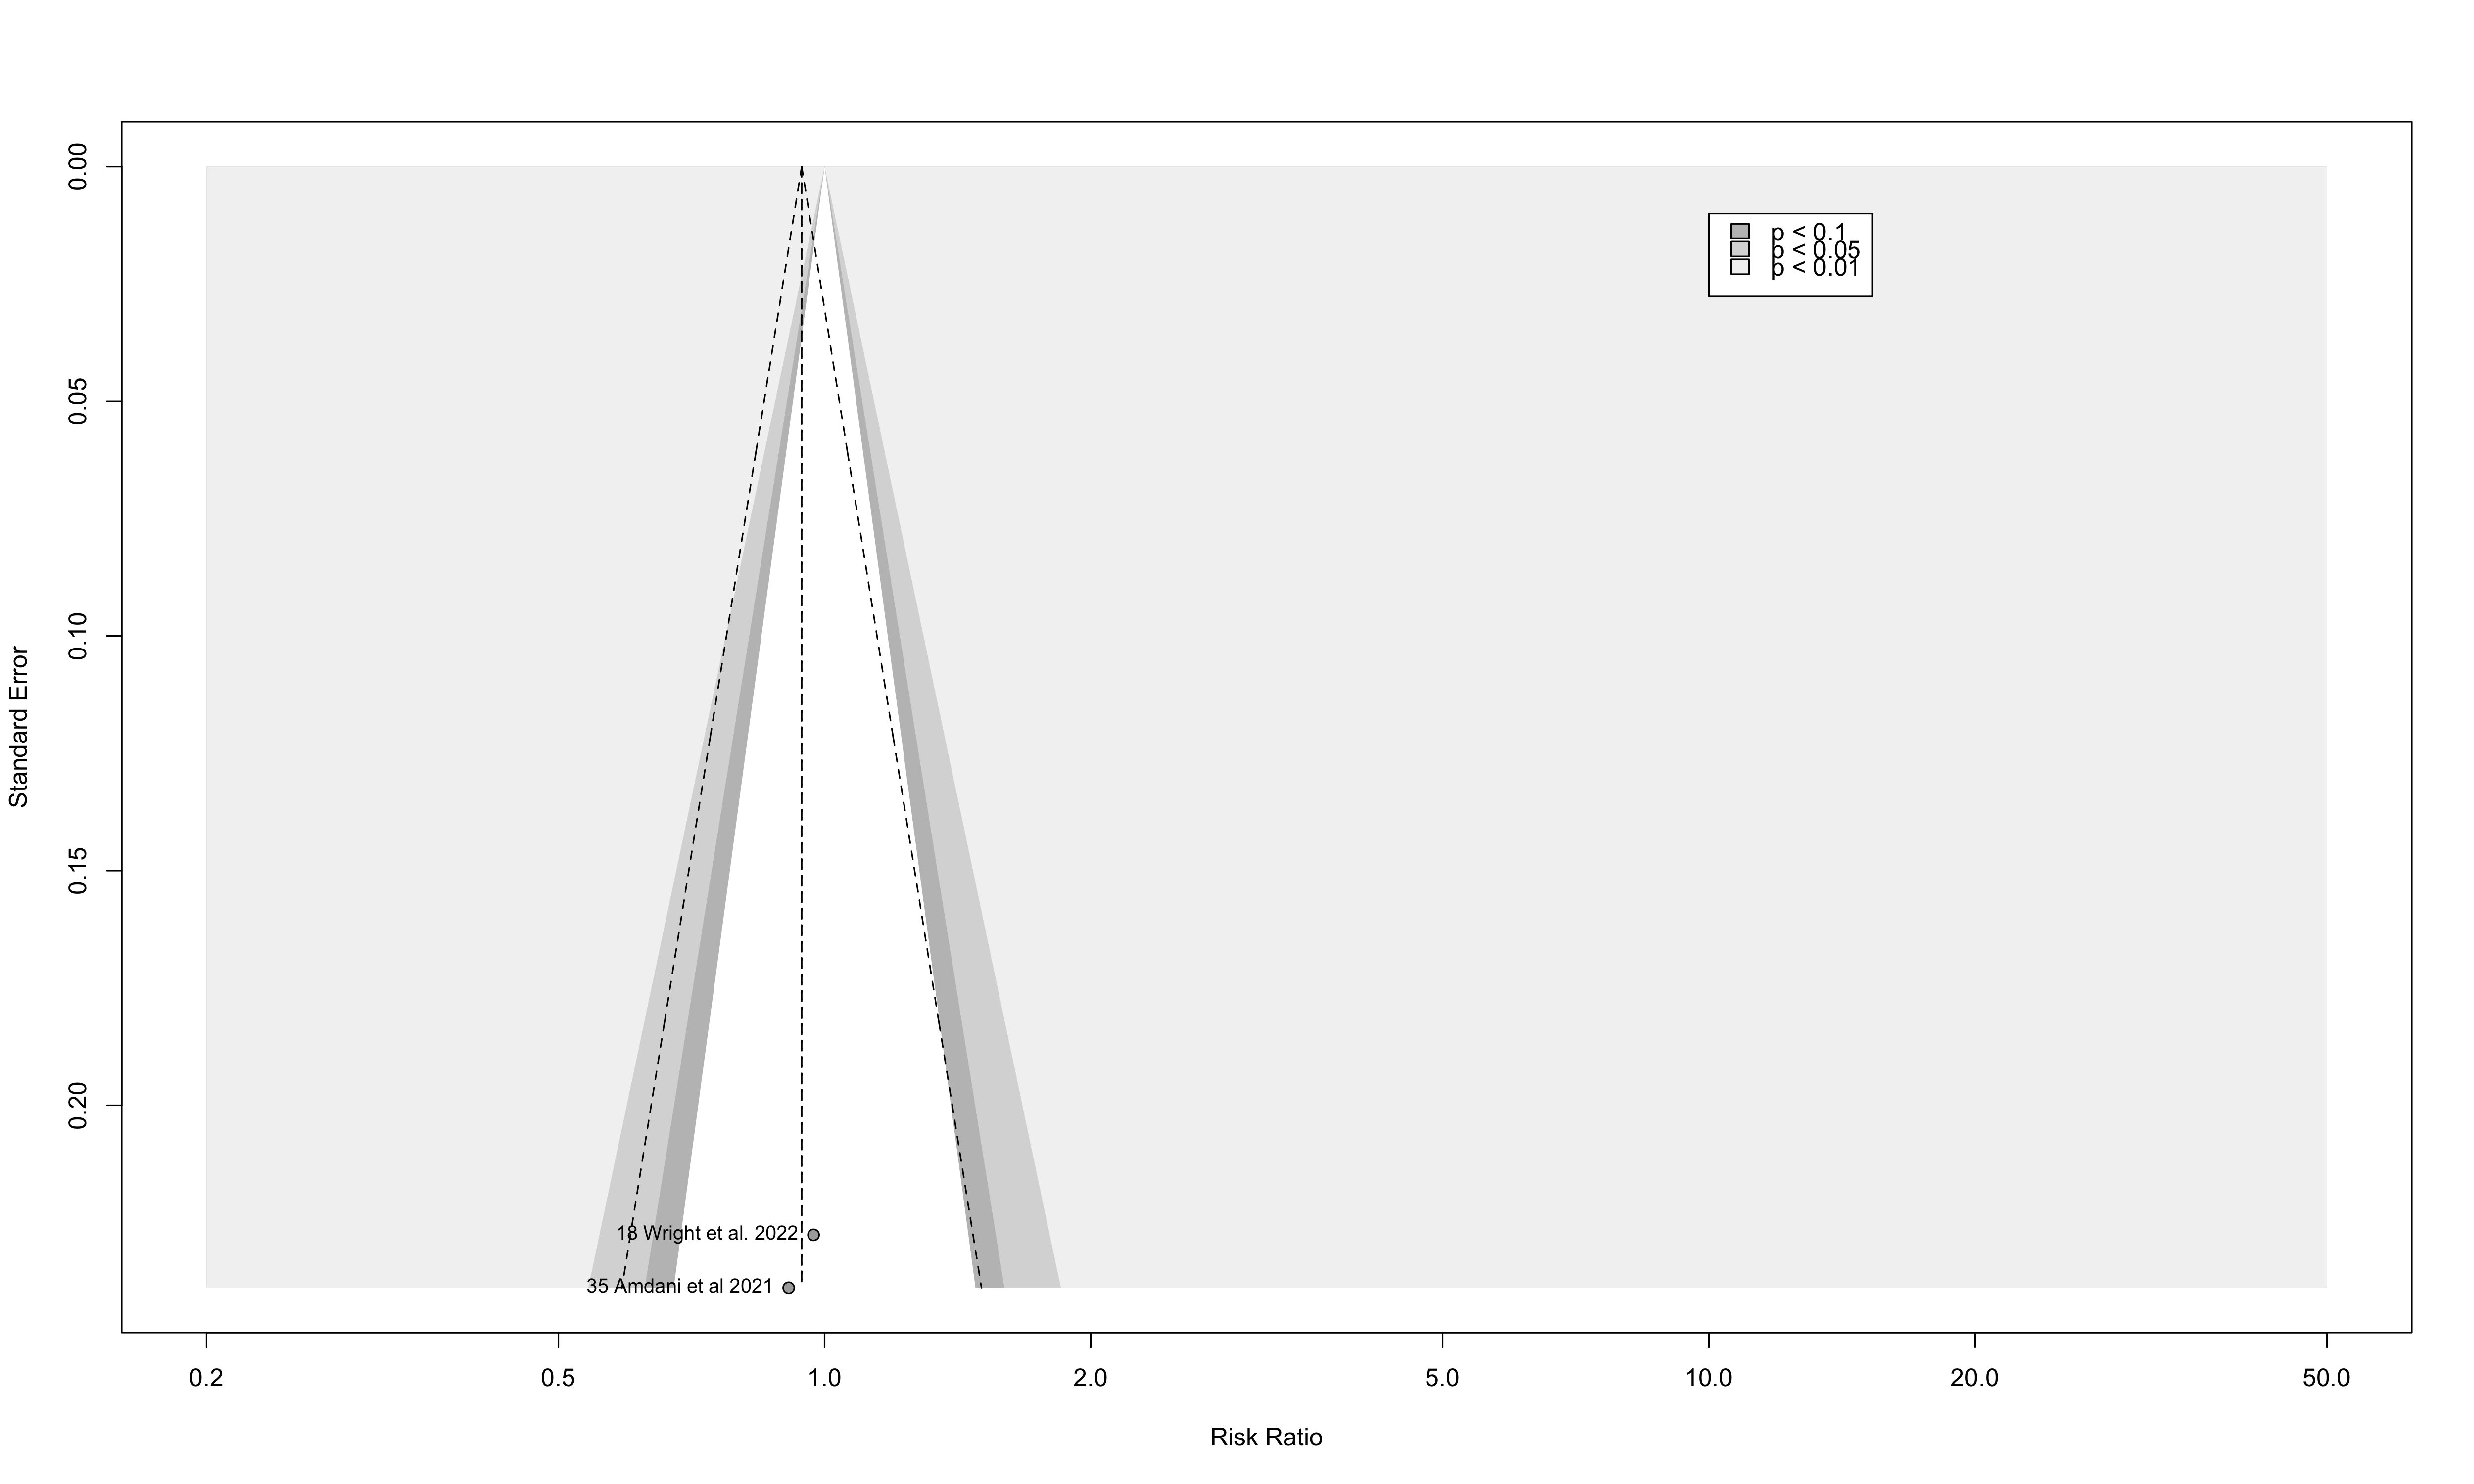 0.00
0.05
0.10
0.15
0.20
Standard Error
p < 0.1
p < 0.05
p < 0.01
18 Wright et al. 2022
35 Amdani et al 2021
0.2 0.5 1.0 2.0 5.0 10.0 20.0 50.0
Risk Ratio